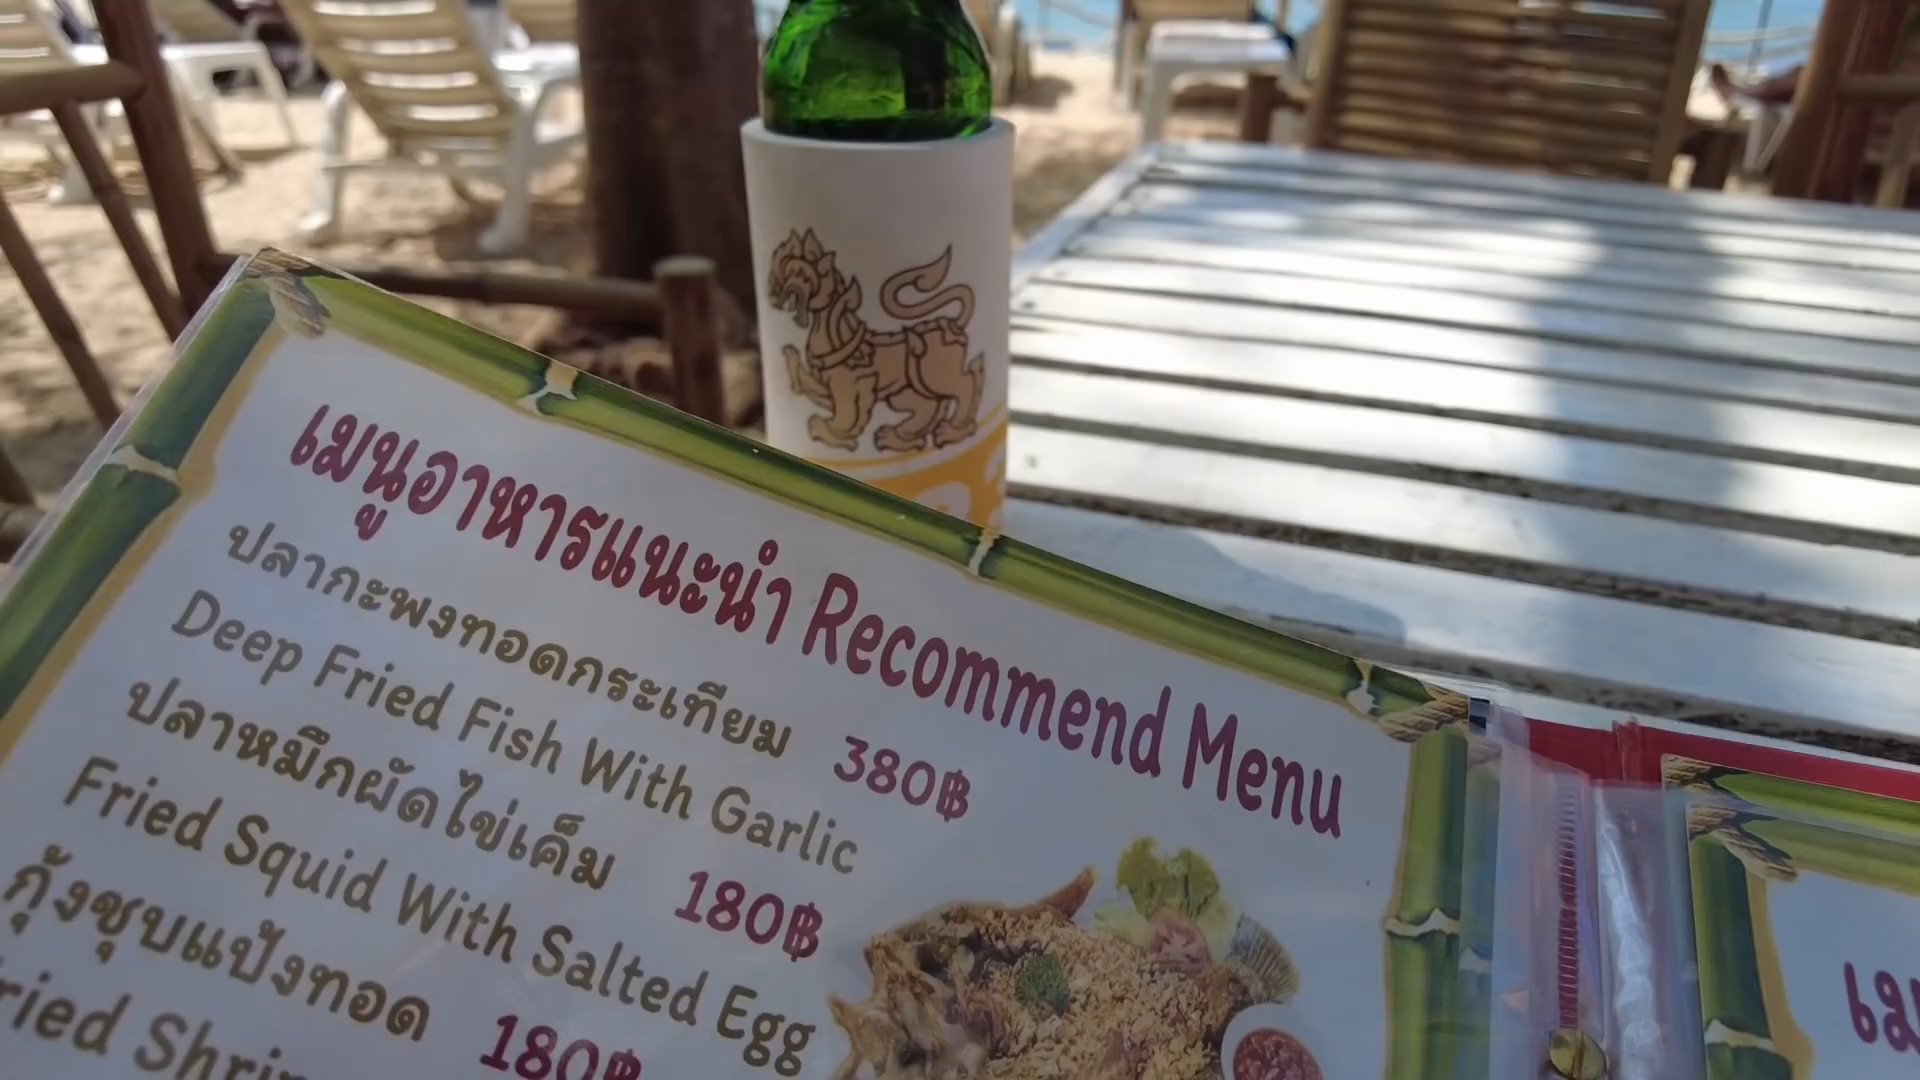 เมนูอาหารแนะนำ Recommend Menu
ปลากะพงทอดกระเทียม 380฿
Deep Fried Fish With Garlic
ปลาหมึกผัดไข่เค็ม 180฿
Fried Squid With Salted Egg
กุ้งชุบแป้งทอด 180฿